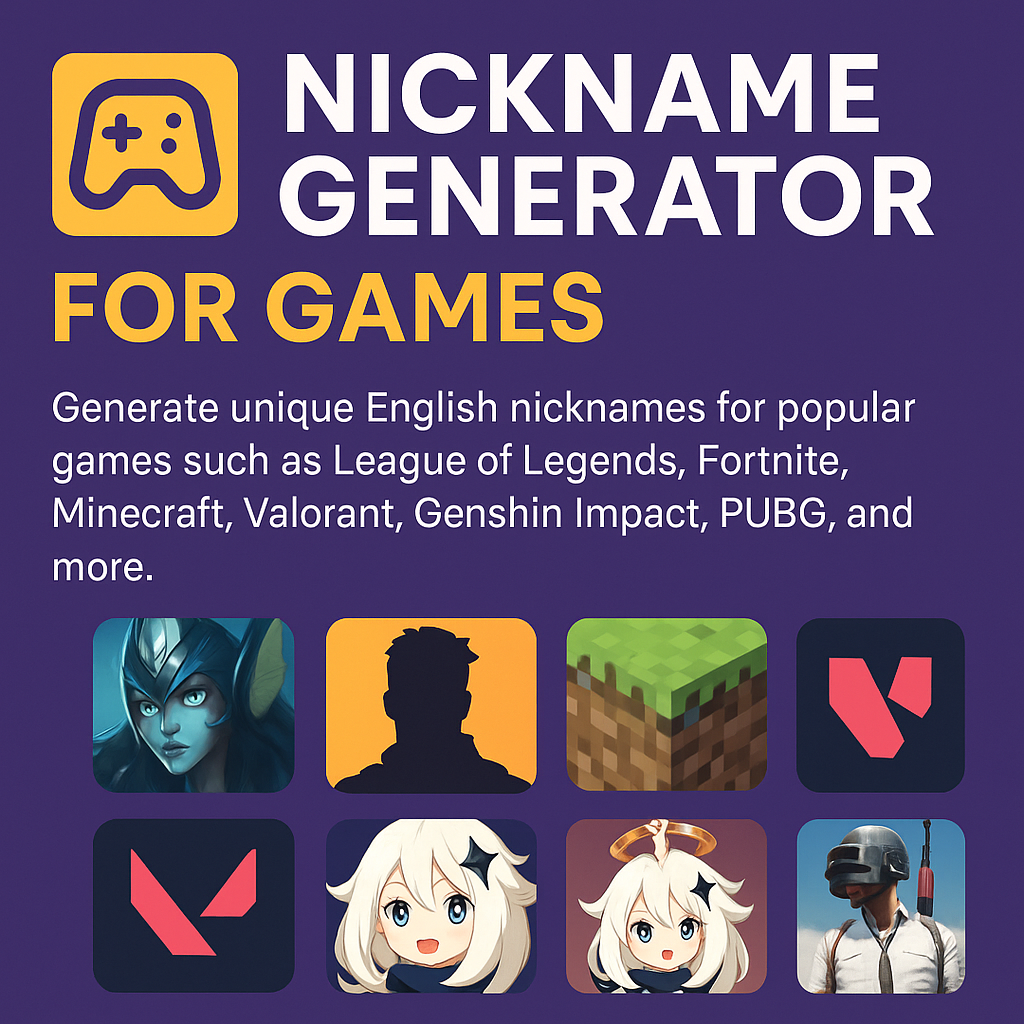 NICKNAME
GENERATOR
FOR GAMES
Generate unique English nicknames for popular
games such as League of Legends, Fortnite,
Minecraft, Valorant, Genshin Impact, PUBG, and
more.